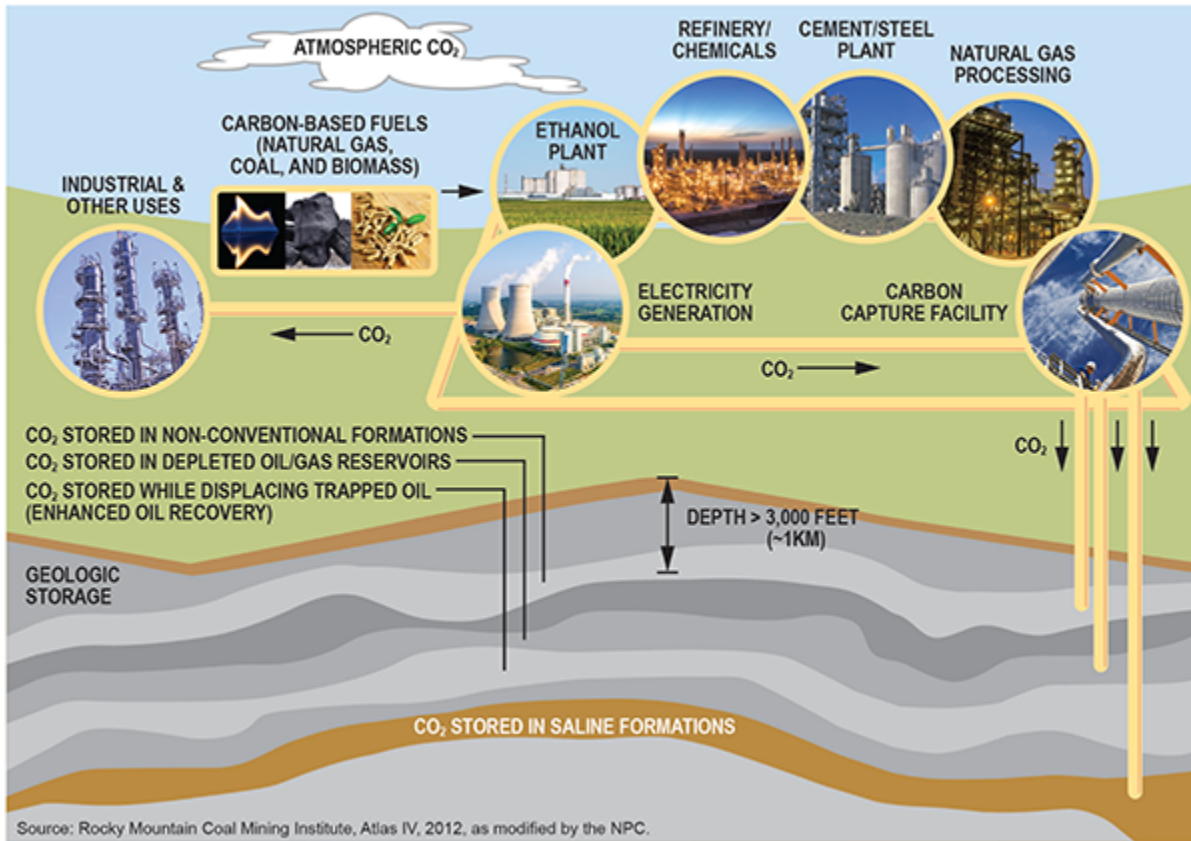 ATMOSPHERIC CO₂
REFINERY/
CHEMICALS
CEMENT/STEEL
PLANT
NATURAL GAS
PROCESSING
CARBON-BASED FUELS
(NATURAL GAS,
COAL, AND BIOMASS)
ETHANOL
PLANT
INDUSTRIAL &
OTHER USES
ELECTRICITY
GENERATION
CARBON
CAPTURE FACILITY
CO₂
CO₂
CO₂
CO₂ STORED IN NON-CONVENTIONAL FORMATIONS
CO₂ STORED IN DEPLETED OIL/GAS RESERVOIRS
CO₂ STORED WHILE DISPLACING TRAPPED OIL
(ENHANCED OIL RECOVERY)
DEPTH > 3,000 FEET
(~1KM)
GEOLOGIC
STORAGE
CO₂ STORED IN SALINE FORMATIONS
Source: Rocky Mountain Coal Mining Institute, Atlas IV, 2012, as modified by the NPC.